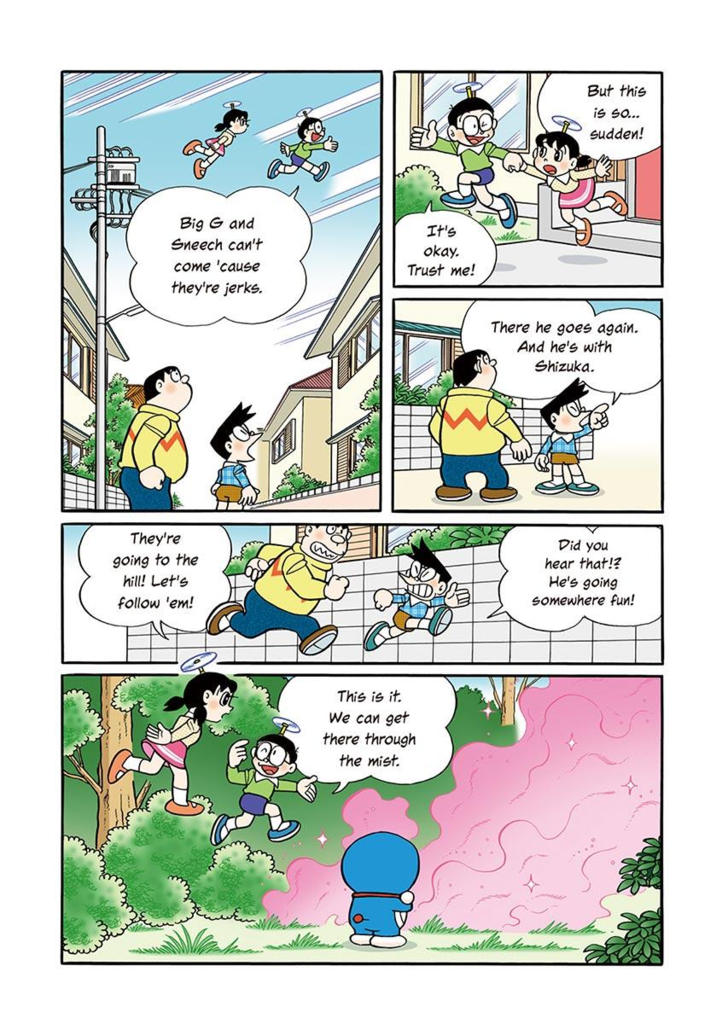 But this
is so...
sudden!
It's
okay.
Trust me!
There he goes again.
And he's with
Shizuka.
Big G and
Sneech can't
come 'cause
they're jerks.
Did you
hear that!?
He's going
somewhere fun!
They're
going to the
hill! Let's
follow 'em!
This is it.
We can get
there through
the mist.